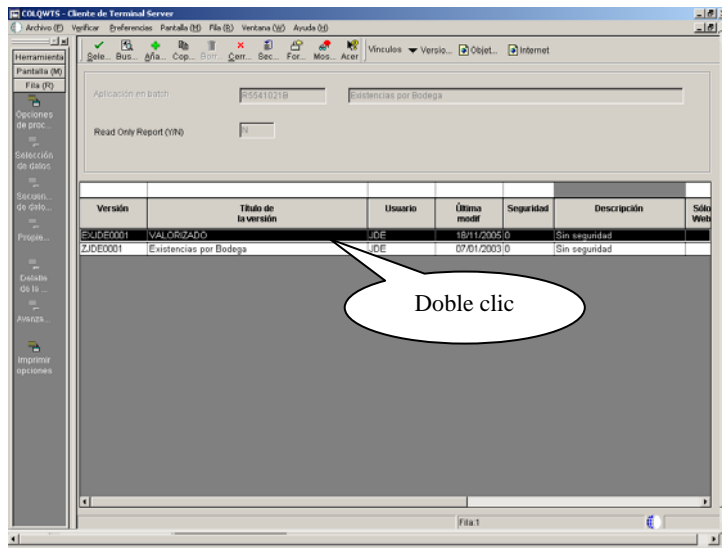 COLQWTS - Cliente de Terminal Server
Archivo (F) Verificar Preferencias Pantalla (M) Fila (R) Ventana (W) Ayuda (H)
Herramienta
Pantalla (M)
Fila (R)
Sele... Bus... Aña... Cop... Borr... Cerr... Sec... For... Mos... Acer Vínculos Versio... Objet... Internet
Opciones
de proc...
Selección
de datos
Secuen...
de dato...
Propie...
Detalle
de la ...
Avanza...
Imprimir
opciones
Aplicación en batch R5541021B Existencias por Bodega
Read Only Report (Y/N) N
Versión Título de la versión Usuario Última modif Seguridad Descripción Sólo Web
EXJDE0001 VALORIZADO JDE 18/11/2005 0 Sin seguridad
ZJDE0001 Existencias por Bodega JDE 07/01/2003 0 Sin seguridad
Doble clic
Fila:1